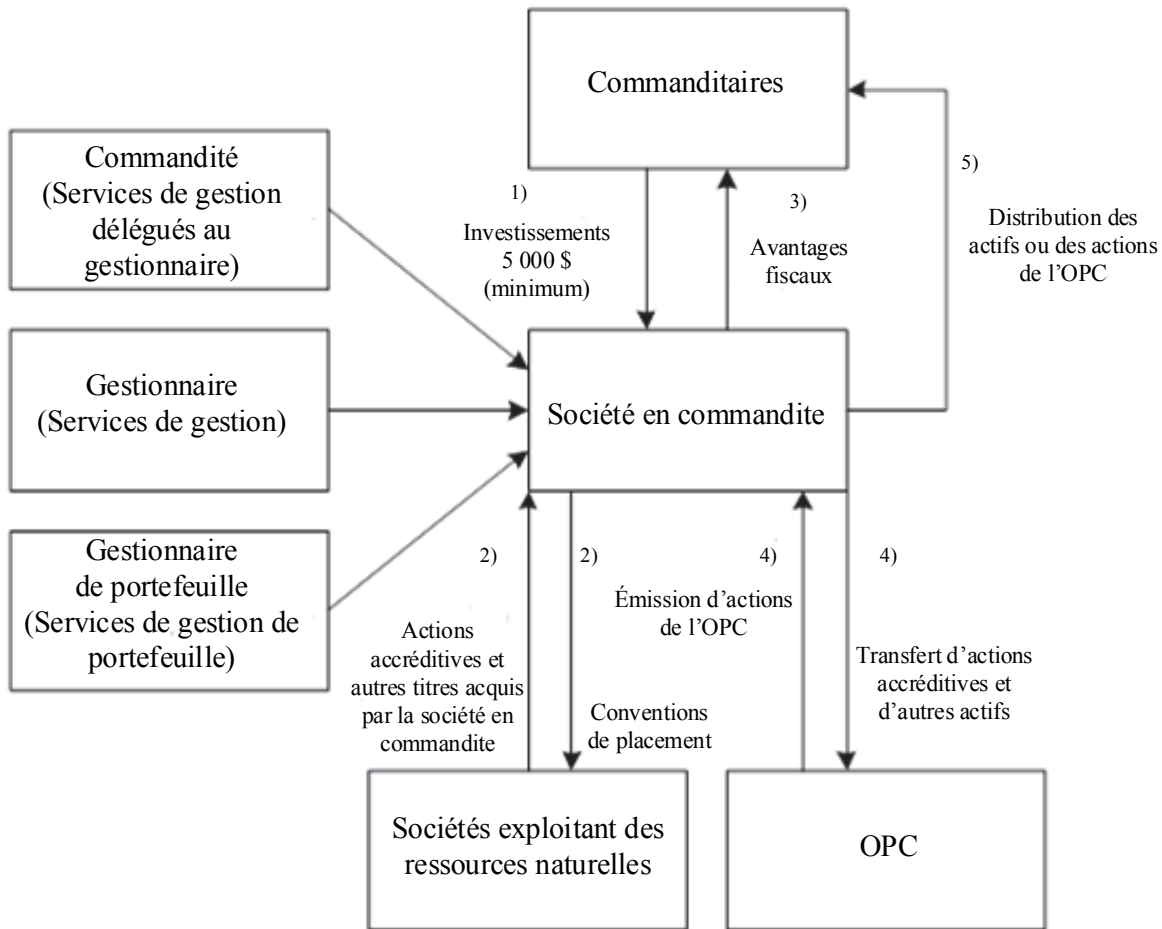 Commanditaires
Commandité
(Services de gestion
délégués au
gestionnaire)
1)
Investissements
5 000 $
(minimum)
3)
Avantages
fiscaux
5)
Distribution des
actifs ou des actions
de l’OPC
Gestionnaire
(Services de gestion)
Société en commandite
Gestionnaire
de portefeuille
(Services de gestion de
portefeuille)
2)
Actions
accréditives et
autres titres acquis
par la société en
commandite
2)
Conventions
de placement
4)
Émission d’actions
de l’OPC
4)
Transfert d’actions
accréditives et
d’autres actifs
Sociétés exploitant des
ressources naturelles
OPC